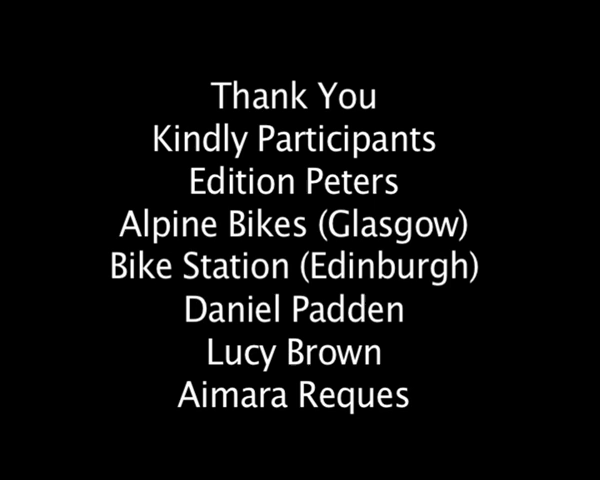 Thank You
Kindly Participants
Edition Peters
Alpine Bikes (Glasgow)
Bike Station (Edinburgh)
Daniel Padden
Lucy Brown
Aimara Reques